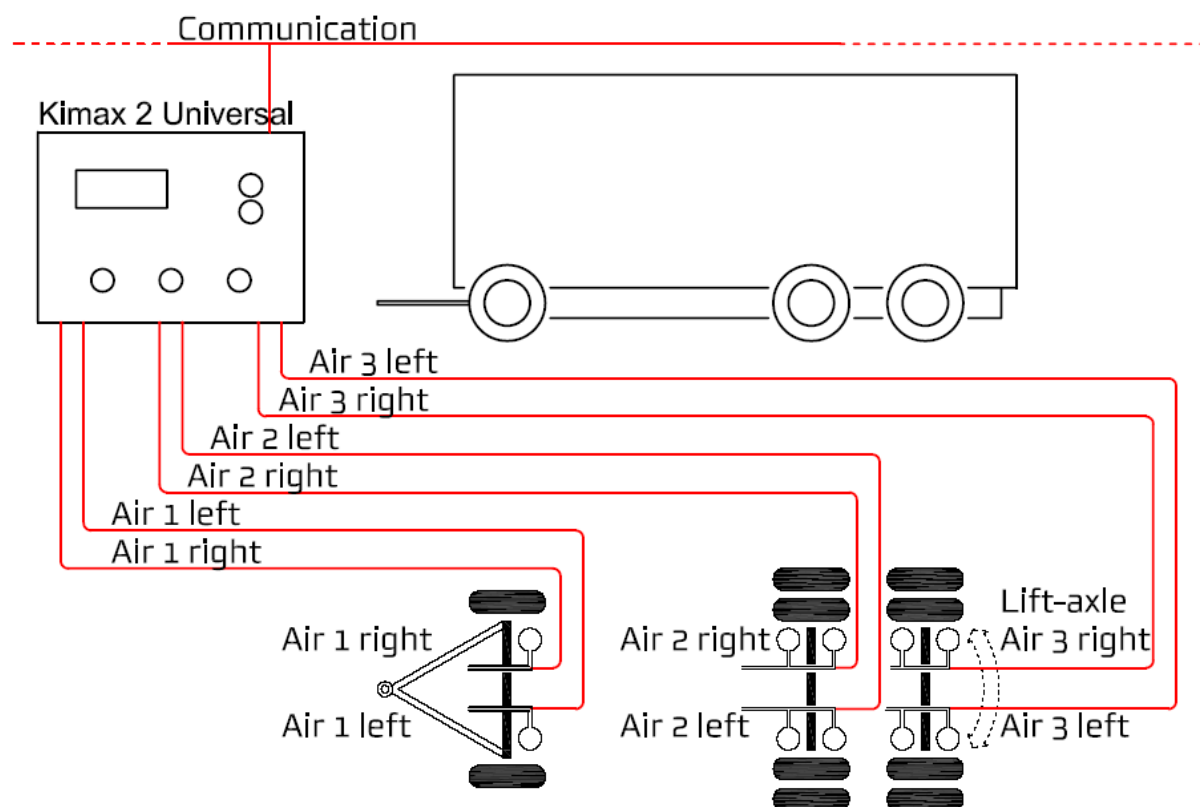 Communication
Kimax 2 Universal
Air 3 left
Air 3 right
Air 2 left
Air 2 right
Air 1 left
Air 1 right
Lift-axle
Air 1 right
Air 2 right
Air 3 right
Air 1 left
Air 2 left
Air 3 left